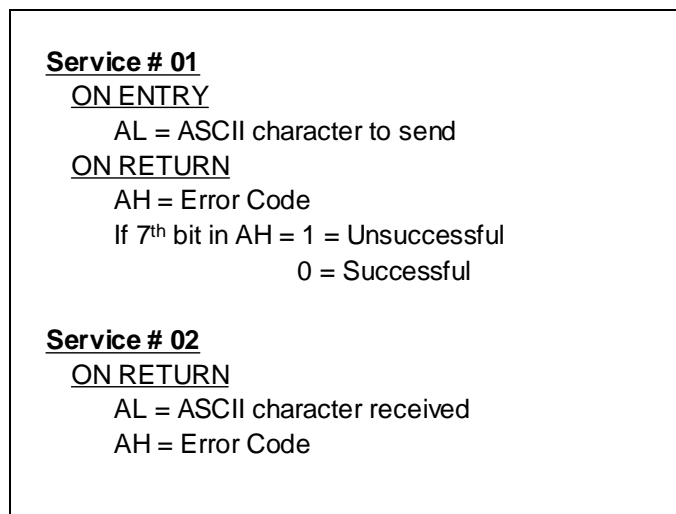 Service # 01
ON ENTRY
AL = ASCII character to send
ON RETURN
AH = Error Code
If 7th bit in AH = 1 = Unsuccessful
0 = Successful
Service # 02
ON RETURN
AL = ASCII character received
AH = Error Code